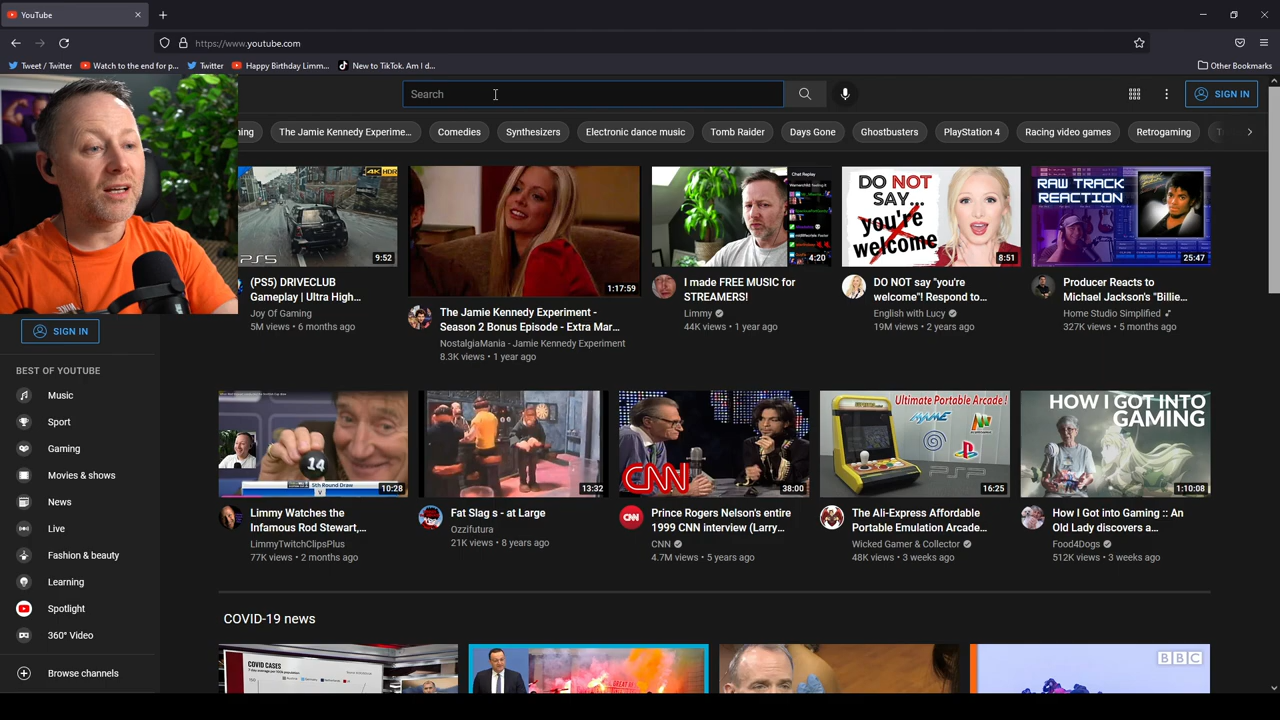 YouTube
https://www.youtube.com
Tweet / Twitter
Watch to the end for p...
Twitter
Happy Birthday Limm...
New to TikTok. Am I d...
Other Bookmarks
Search
SIGN IN
ning
The Jamie Kennedy Experime...
Comedies
Synthesizers
Electronic dance music
Tomb Raider
Days Gone
Ghostbusters
PlayStation 4
Racing video games
Retrogaming
4K HDR
PS5
9:52
(PS5) DRIVECLUB
Gameplay | Ultra High...
Joy Of Gaming
5M views • 6 months ago
1:17:59
The Jamie Kennedy Experiment -
Season 2 Bonus Episode - Extra Mar...
NostalgiaMania - Jamie Kennedy Experiment
8.3K views • 1 year ago
Chat Replay
4:20
I made FREE MUSIC for
STREAMERS!
Limmy
44K views • 1 year ago
DO NOT
SAY...
you're
welcome
8:51
DO NOT say "you're
welcome"! Respond to...
English with Lucy
19M views • 2 years ago
RAW TRACK
REACTION
25:47
Producer Reacts to
Michael Jackson's "Billie...
Home Studio Simplified
327K views • 5 months ago
SIGN IN
BEST OF YOUTUBE
Music
Sport
Gaming
Movies & shows
News
Live
Fashion & beauty
Learning
Spotlight
360° Video
Browse channels
14
5th Round Draw
10:28
Limmy Watches the
Infamous Rod Stewart,...
LimmyTwitchClipsPlus
77K views • 2 months ago
13:32
Fat Slag s - at Large
Ozzifutura
21K views • 8 years ago
CNN
38:00
Prince Rogers Nelson's entire
1999 CNN interview (Larry...
CNN
4.7M views • 5 years ago
Ultimate Portable Arcade!
MAME
PSP
16:25
The Ali-Express Affordable
Portable Emulation Arcade...
Wicked Gamer & Collector
48K views • 3 weeks ago
HOW I GOT INTO
GAMING
1:10:08
How I Got into Gaming :: An
Old Lady discovers a...
Food4Dogs
512K views • 3 weeks ago
COVID-19 news
COVID CASES
BBC